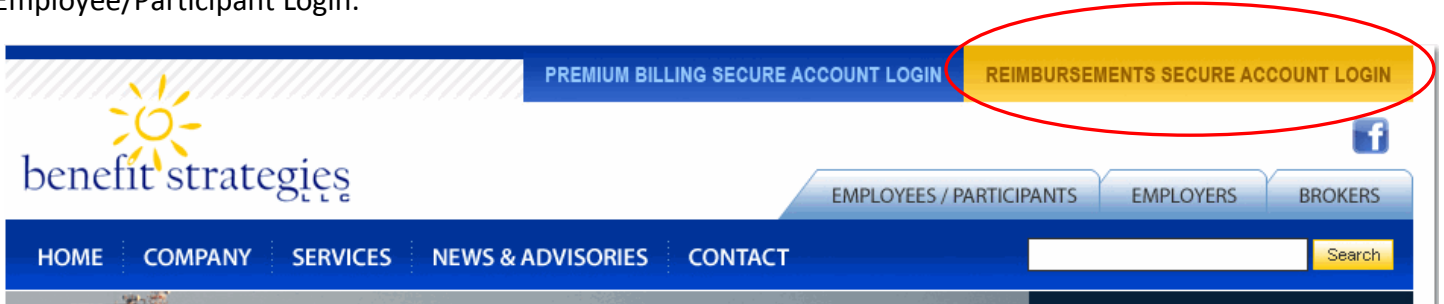 Employee/Participant Login.
PREMIUM BILLING SECURE ACCOUNT LOGIN
REIMBURSEMENTS SECURE ACCOUNT LOGIN
f
benefit strategies
LLC
EMPLOYEES / PARTICIPANTS
EMPLOYERS
BROKERS
HOME
COMPANY
SERVICES
NEWS & ADVISORIES
CONTACT
Search